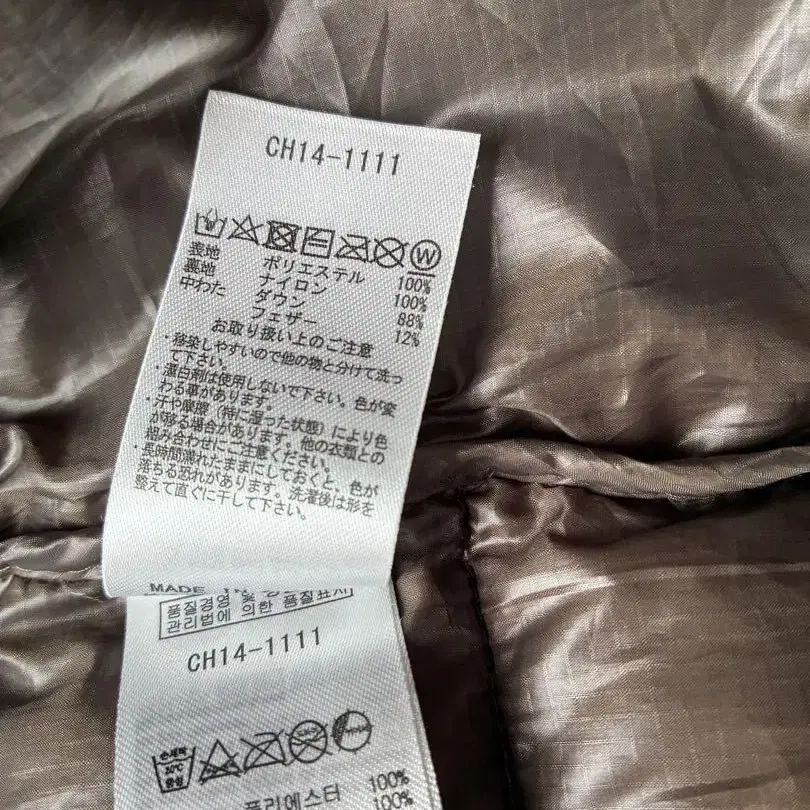 CH14-1111
W
表地 ポリエステル 100%
裏地 ナイロン 100%
中わた ダウン 88%
フェザー 12%
お取り扱い上のご注意
・移染しやすいので他の物と分けて洗っ
て下さい。
・漂白剤は使用しないで下さい。色が変
わる事があります。
・汗や摩擦（特に湿った状態）により色
が移る場合があります。他の衣類との
組み合わせにご注意ください。
・長時間濡れたままにしておくと、色が
落ちる恐れがあります。洗濯後は形を
整えて直ぐに干して下さい。
MADE
품질경영 및
관리법에 의한 품질표시
CH14-1111
손세탁
30℃
중성
폴리에스터 100%
100%